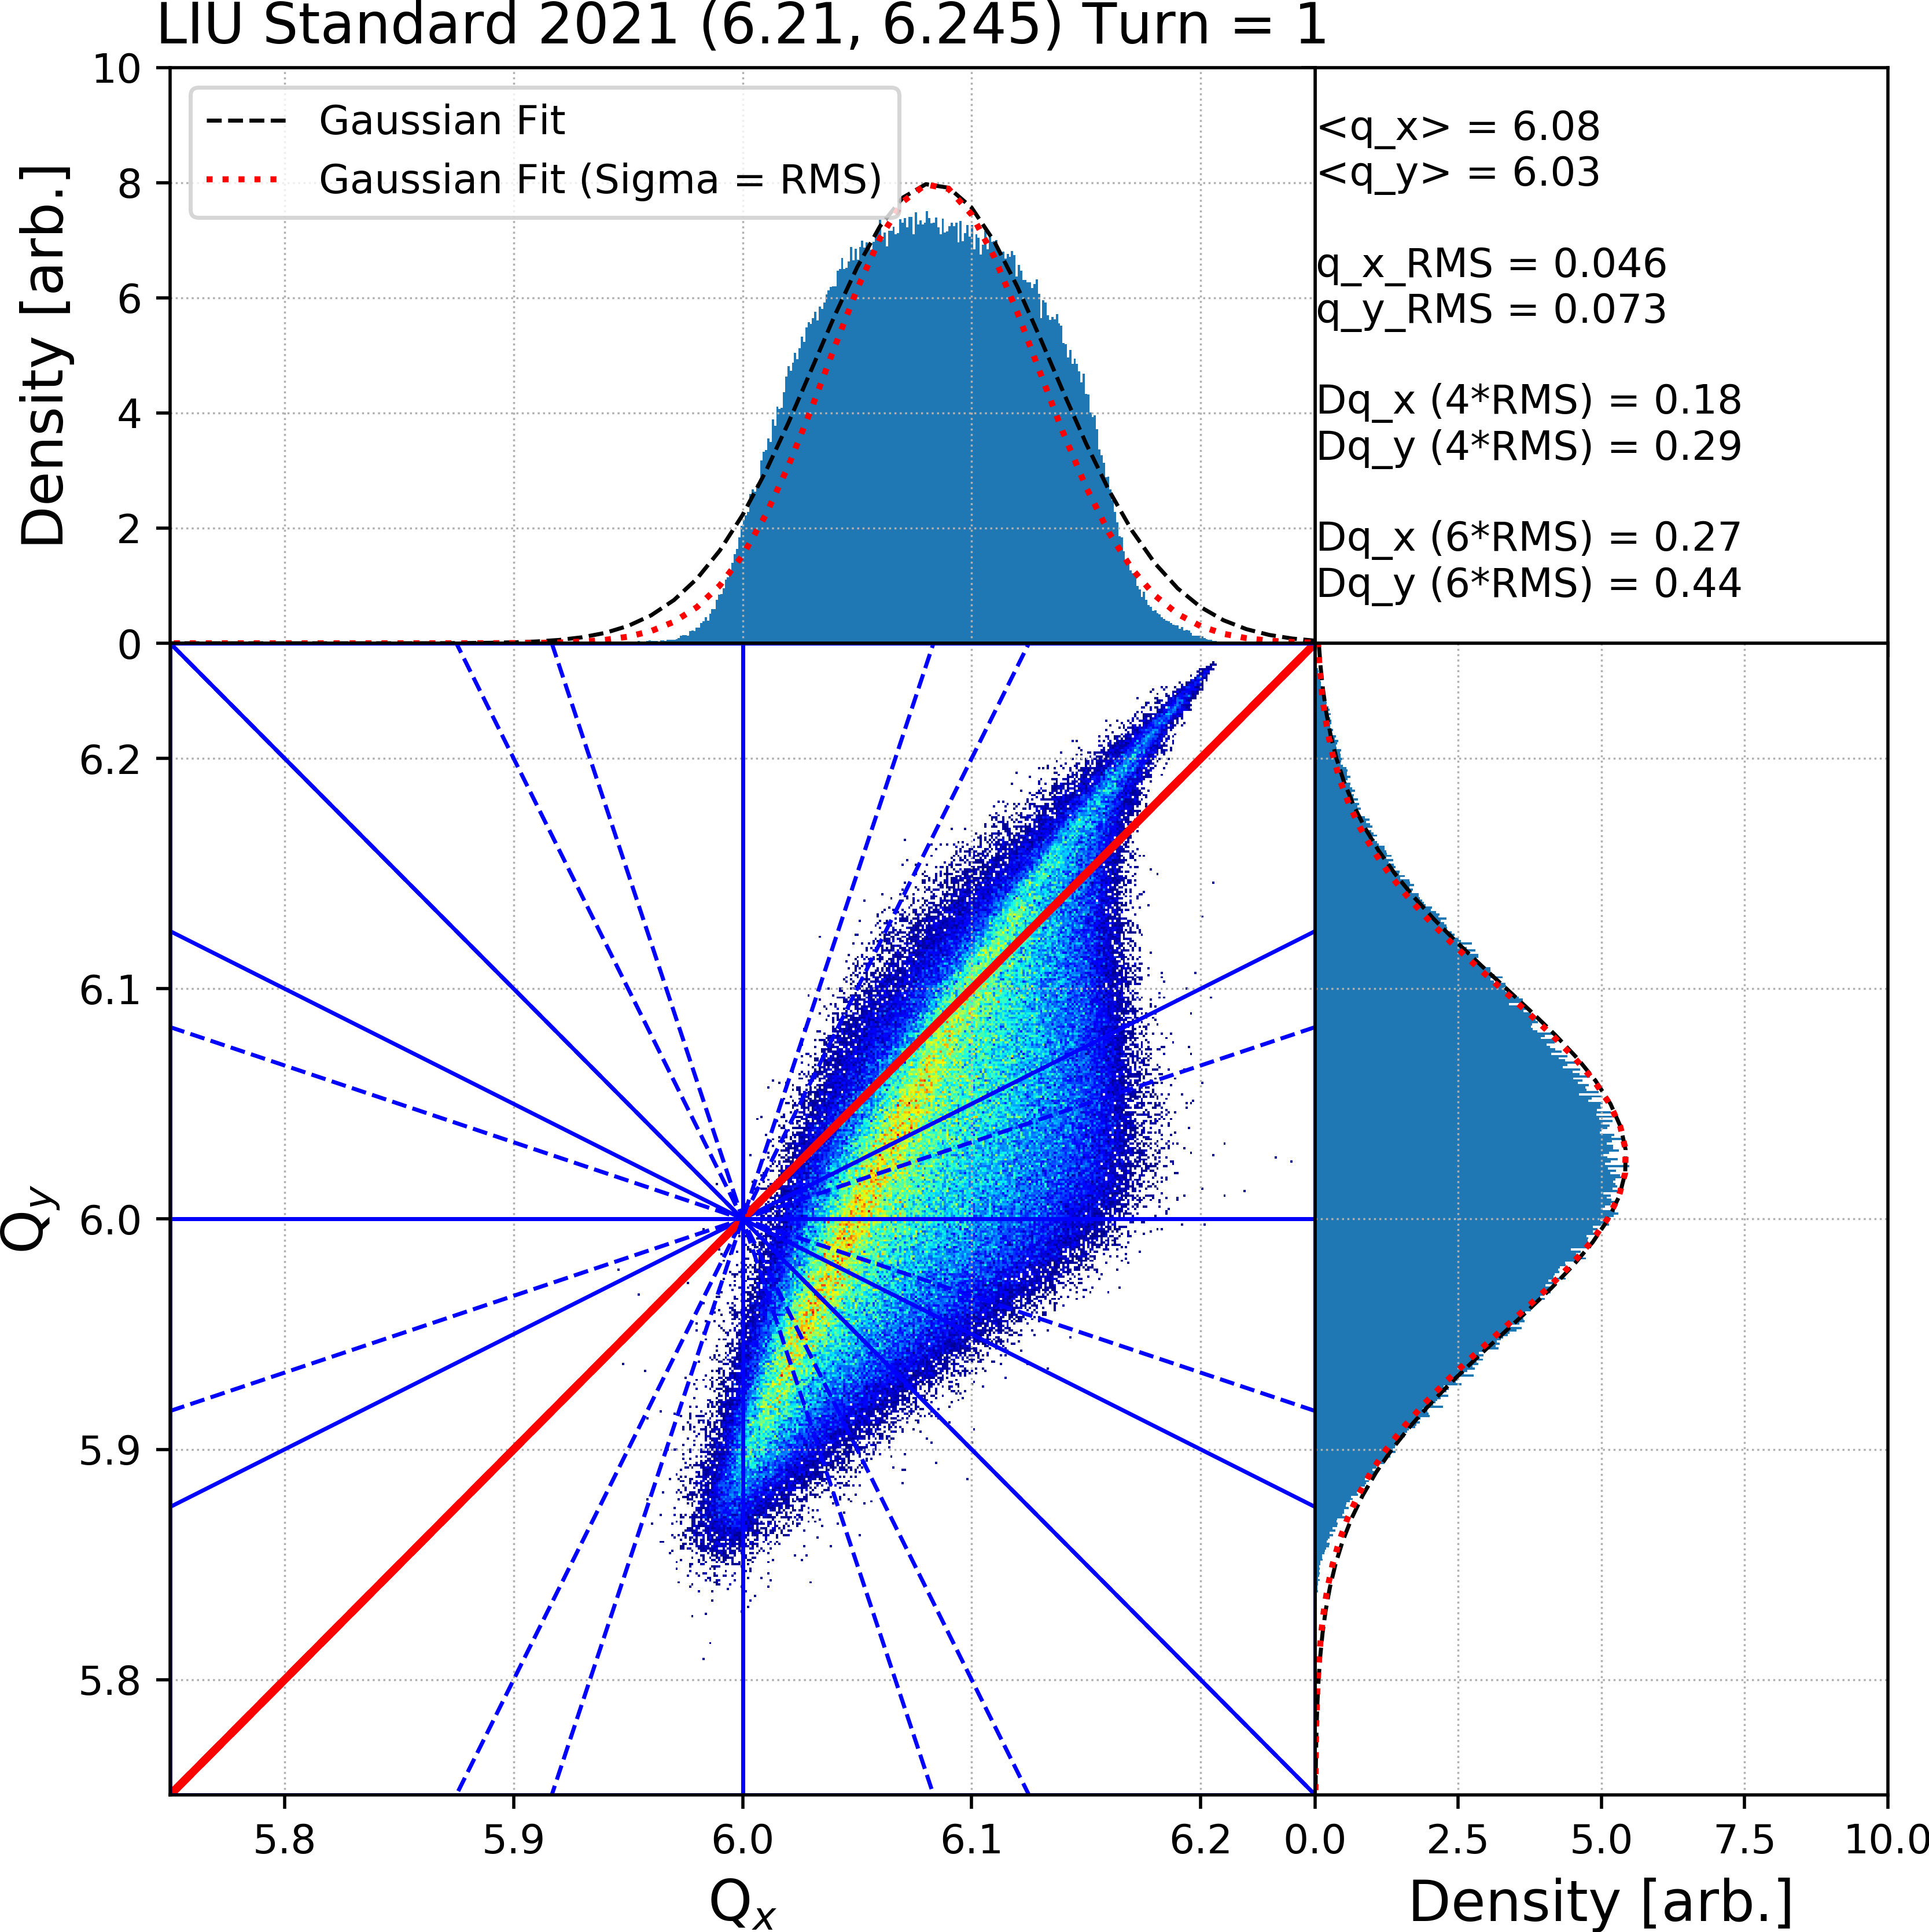 LIU Standard 2021 (6.21, 6.245) Turn = 1
10
8
6
4
2
0
Density [arb.]
Gaussian Fit
Gaussian Fit (Sigma = RMS)
<q_x> = 6.08
<q_y> = 6.03
q_x_RMS = 0.046
q_y_RMS = 0.073
Dq_x (4*RMS) = 0.18
Dq_y (4*RMS) = 0.29
Dq_x (6*RMS) = 0.27
Dq_y (6*RMS) = 0.44
6.2
6.1
6.0
5.9
5.8
Qy
5.8 5.9 6.0 6.1 6.2
Qx
0.0 2.5 5.0 7.5 10.0
Density [arb.]